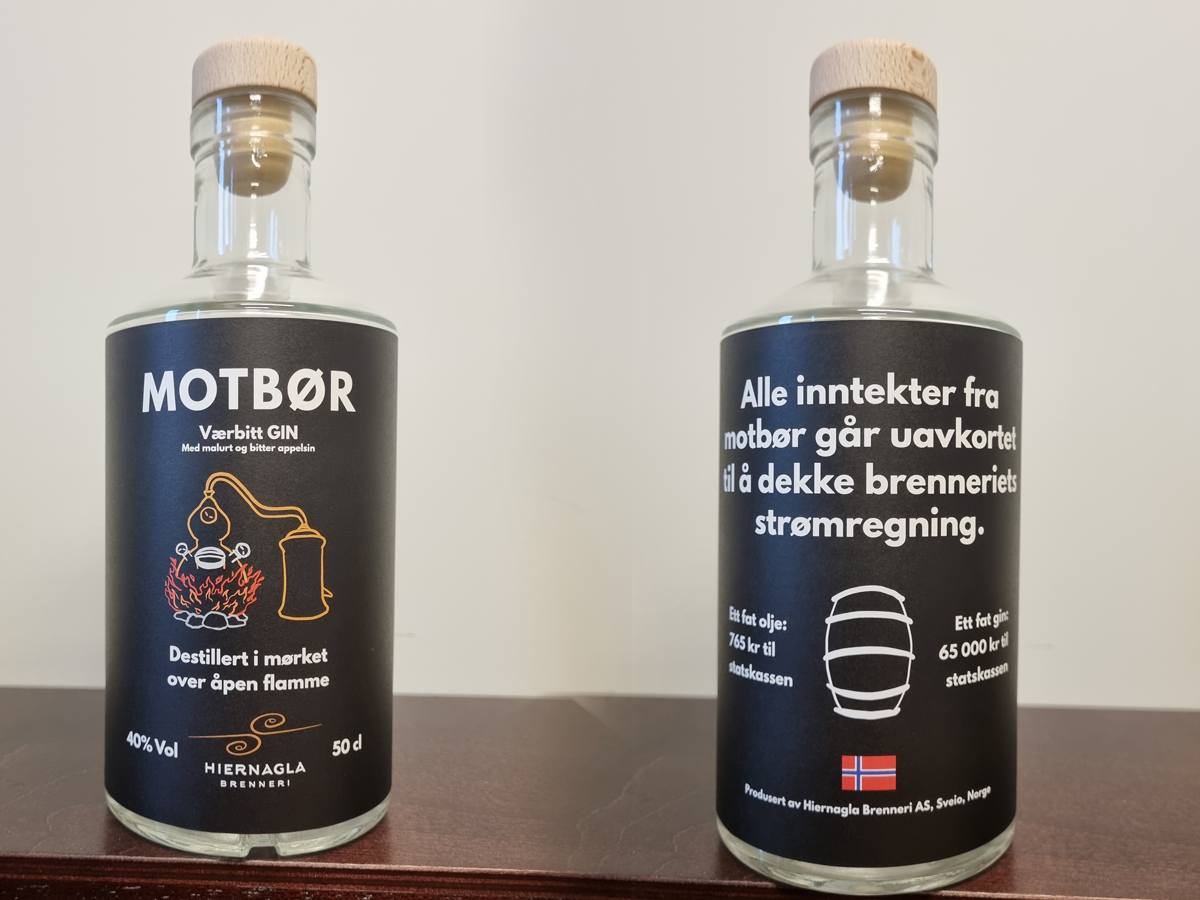 MOTBØR
Værbitt GIN
Med malurt og bitter appelsin
Destillert i mørket
over åpen flamme
40% Vol
50 cl
HIERNAGLA
BRENNERI
Alle inntekter fra
motbør går uavkortet
til å dekke brenneriets
strømregning.
Ett fat olje:
765 kr til
statskassen
Ett fat gin:
65 000 kr til
statskassen
Produsert av Hiernagla Brenneri AS, Sveio, Norge